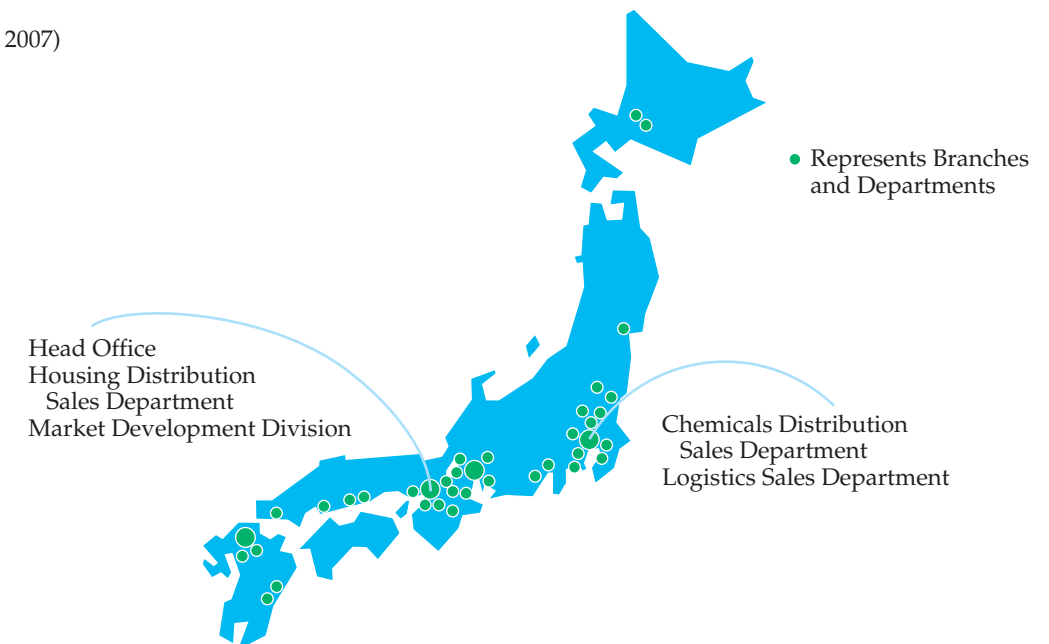 2007)
Represents Branches
and Departments
Head Office
Housing Distribution
Sales Department
Market Development Division
Chemicals Distribution
Sales Department
Logistics Sales Department